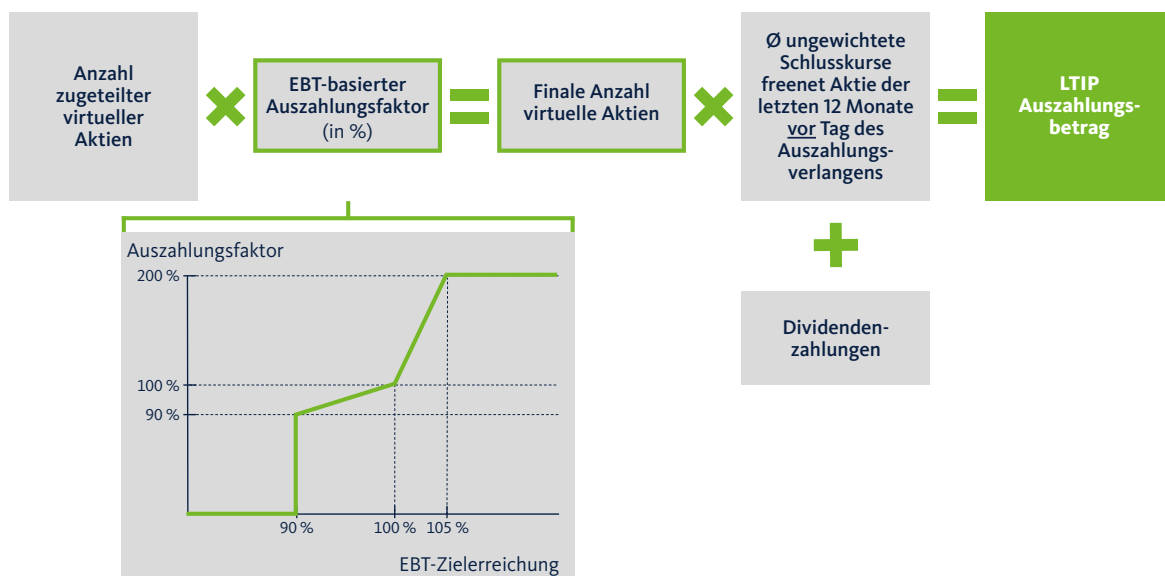 Anzahl
zugeteilter
virtueller
Aktien
EBT-basierter
Auszahlungsfaktor
(in %)
Finale Anzahl
virtuelle Aktien
Ø ungewichtete
Schlusskurse
freenet Aktie der
letzten 12 Monate
vor Tag des
Auszahlungs-
verlangens
LTIP
Auszahlungs-
betrag
Dividenden-
zahlungen
Auszahlungsfaktor
200 %
100 %
90 %
90 %
100 %
105 %
EBT-Zielerreichung